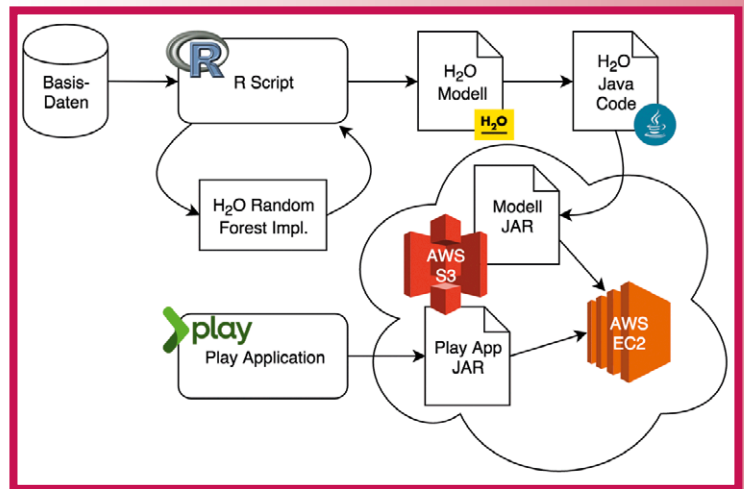 Basis-
Daten
R
R Script
H₂O
Modell
H₂O
H₂O
Java
Code
H₂O Random
Forest Impl.
Modell
JAR
AWS
S3
play
Play Application
Play App
JAR
AWS
EC2